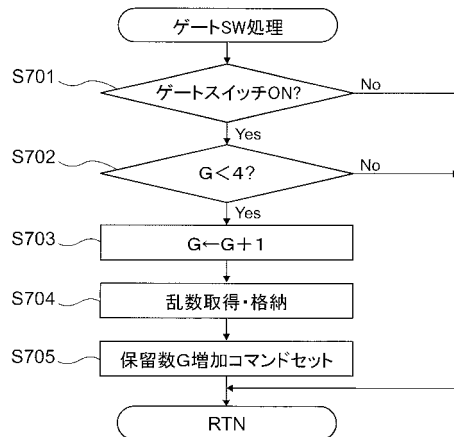 ゲートSW処理
S701
ゲートスイッチON?
No
Yes
S702
G<4?
No
Yes
S703
G←G+1
S704
乱数取得・格納
S705
保留数G増加コマンドセット
RTN